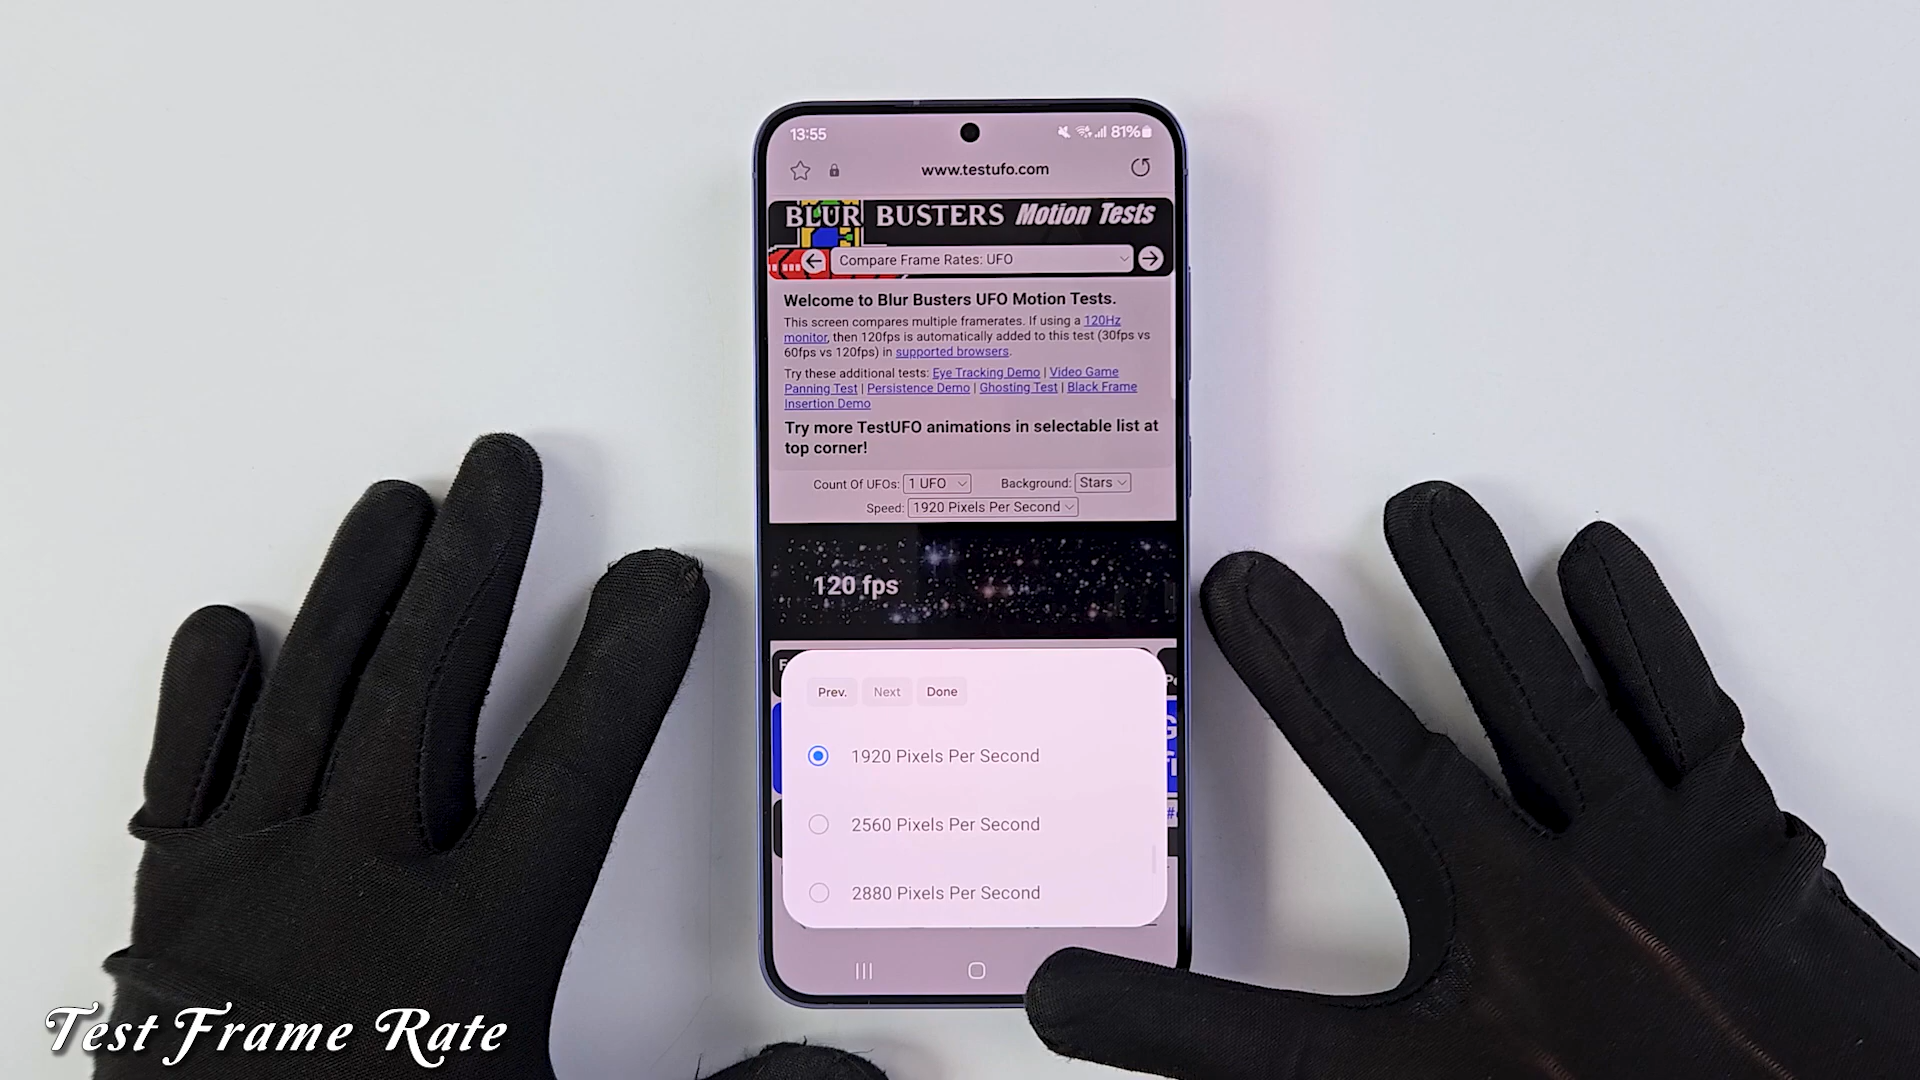 13:55
81%
www.testufo.com
BLUR BUSTERS Motion Tests
Compare Frame Rates: UFO
Welcome to Blur Busters UFO Motion Tests.
This screen compares multiple framerates. If using a 120Hz
monitor, then 120fps is automatically added to this test (30fps vs
60fps vs 120fps) in supported browsers.
Try these additional tests: Eye Tracking Demo | Video Game
Panning Test | Persistence Demo | Ghosting Test | Black Frame
Insertion Demo
Try more TestUFO animations in selectable list at
top corner!
Count Of UFOs: 1 UFO Background: Stars
Speed: 1920 Pixels Per Second
120 fps
Prev. Next Done
1920 Pixels Per Second
2560 Pixels Per Second
2880 Pixels Per Second
Test Frame Rate